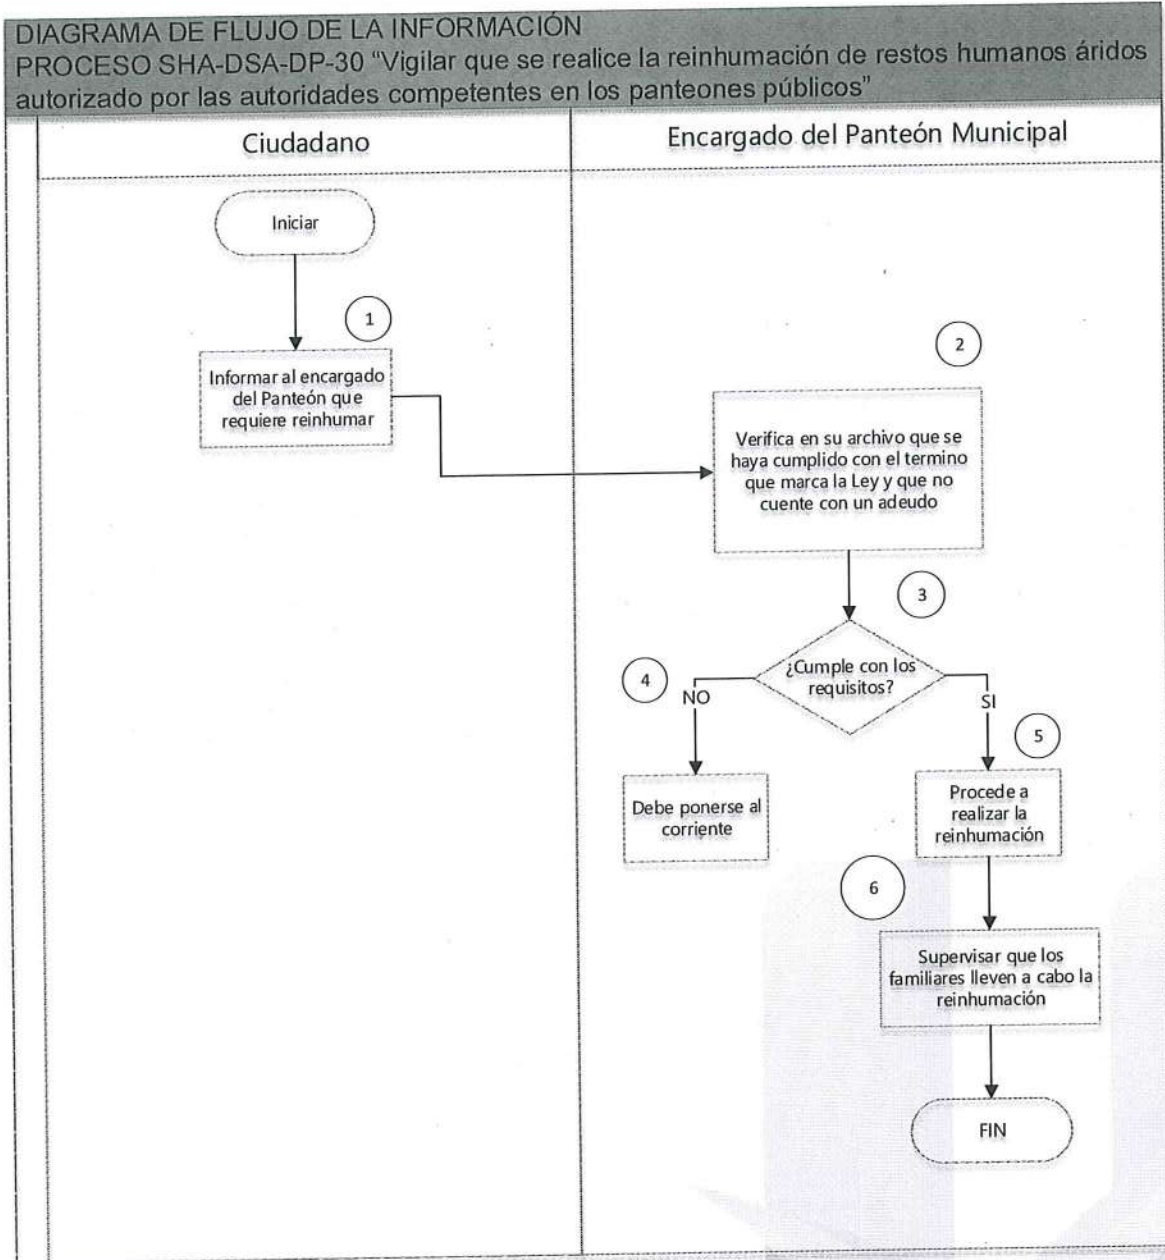 DIAGRAMA DE FLUJO DE LA INFORMACIÓN
PROCESO SHA-DSA-DP-30 “Vigilar que se realice la reinhumación de restos humanos áridos
autorizado por las autoridades competentes en los panteones públicos”
Ciudadano
Encargado del Panteón Municipal
Iniciar
1
Informar al encargado
del Panteón que
requiere reinhumar
2
Verifica en su archivo que se
haya cumplido con el termino
que marca la Ley y que no
cuente con un adeudo
3
¿Cumple con los
requisitos?
4
NO
SI
5
Debe ponerse al
corriente
Procede a
realizar la
reinhumación
6
Supervisar que los
familiares lleven a cabo la
reinhumación
FIN